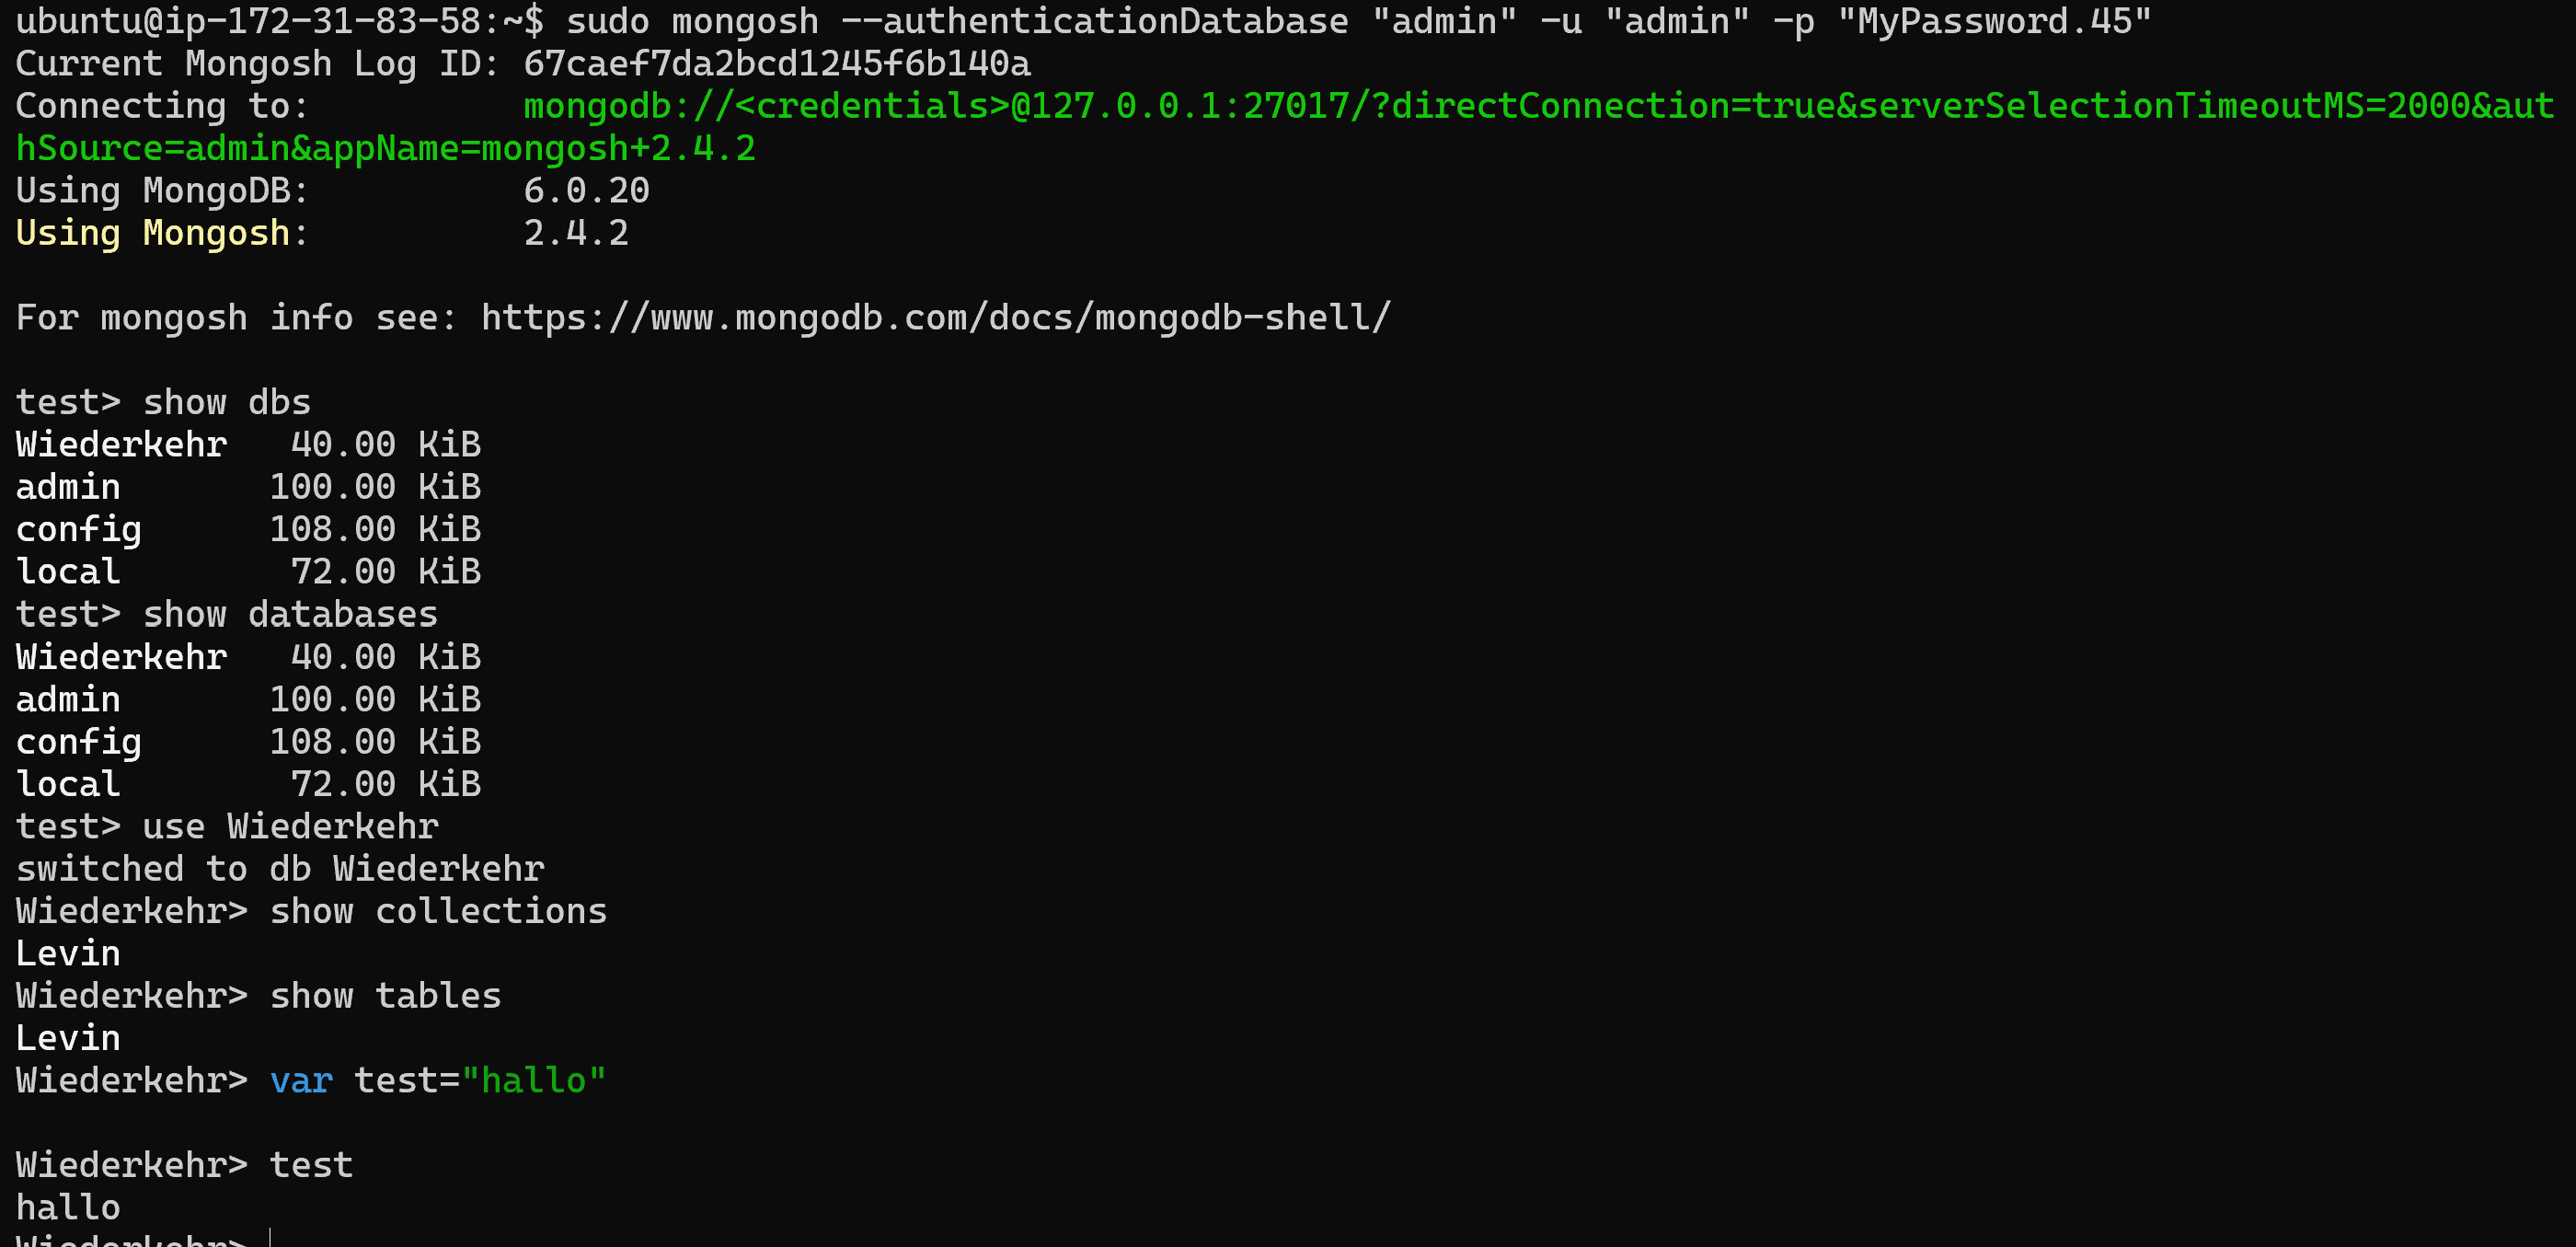 ubuntu@ip-172-31-83-58:~$ sudo mongosh --authenticationDatabase "admin" -u "admin" -p "MyPassword.45"
Current Mongosh Log ID: 67caef7da2bcd1245f6b140a
Connecting to:          mongodb://<credentials>@127.0.0.1:27017/?directConnection=true&serverSelectionTimeoutMS=2000&aut
hSource=admin&appName=mongosh+2.4.2
Using MongoDB:          6.0.20
Using Mongosh:          2.4.2

For mongosh info see: https://www.mongodb.com/docs/mongodb-shell/

test> show dbs
Wiederkehr   40.00 KiB
admin       100.00 KiB
config      108.00 KiB
local        72.00 KiB
test> show databases
Wiederkehr   40.00 KiB
admin       100.00 KiB
config      108.00 KiB
local        72.00 KiB
test> use Wiederkehr
switched to db Wiederkehr
Wiederkehr> show collections
Levin
Wiederkehr> show tables
Levin
Wiederkehr> var test="hallo"

Wiederkehr> test
hallo
Wiederkehr>